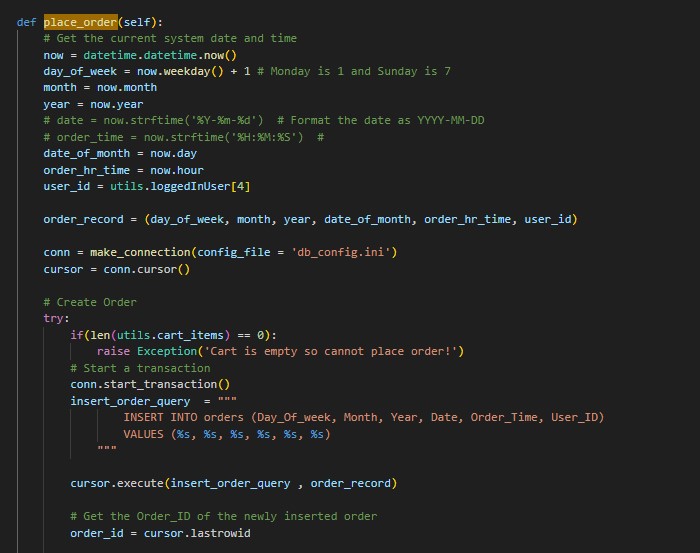 def place_order(self):
    # Get the current system date and time
    now = datetime.datetime.now()
    day_of_week = now.weekday() + 1 # Monday is 1 and Sunday is 7
    month = now.month
    year = now.year
    # date = now.strftime('%Y-%m-%d')  # Format the date as YYYY-MM-DD
    # order_time = now.strftime('%H:%M:%S')  #
    date_of_month = now.day
    order_hr_time = now.hour
    user_id = utils.loggedInUser[4]

    order_record = (day_of_week, month, year, date_of_month, order_hr_time, user_id)

    conn = make_connection(config_file = 'db_config.ini')
    cursor = conn.cursor()

    # Create Order
    try:
        if(len(utils.cart_items) == 0):
            raise Exception('Cart is empty so cannot place order!')
        # Start a transaction
        conn.start_transaction()
        insert_order_query  = """
                INSERT INTO orders (Day_Of_week, Month, Year, Date, Order_Time, User_ID)
                VALUES (%s, %s, %s, %s, %s, %s)
            """

        cursor.execute(insert_order_query , order_record)

        # Get the Order_ID of the newly inserted order
        order_id = cursor.lastrowid